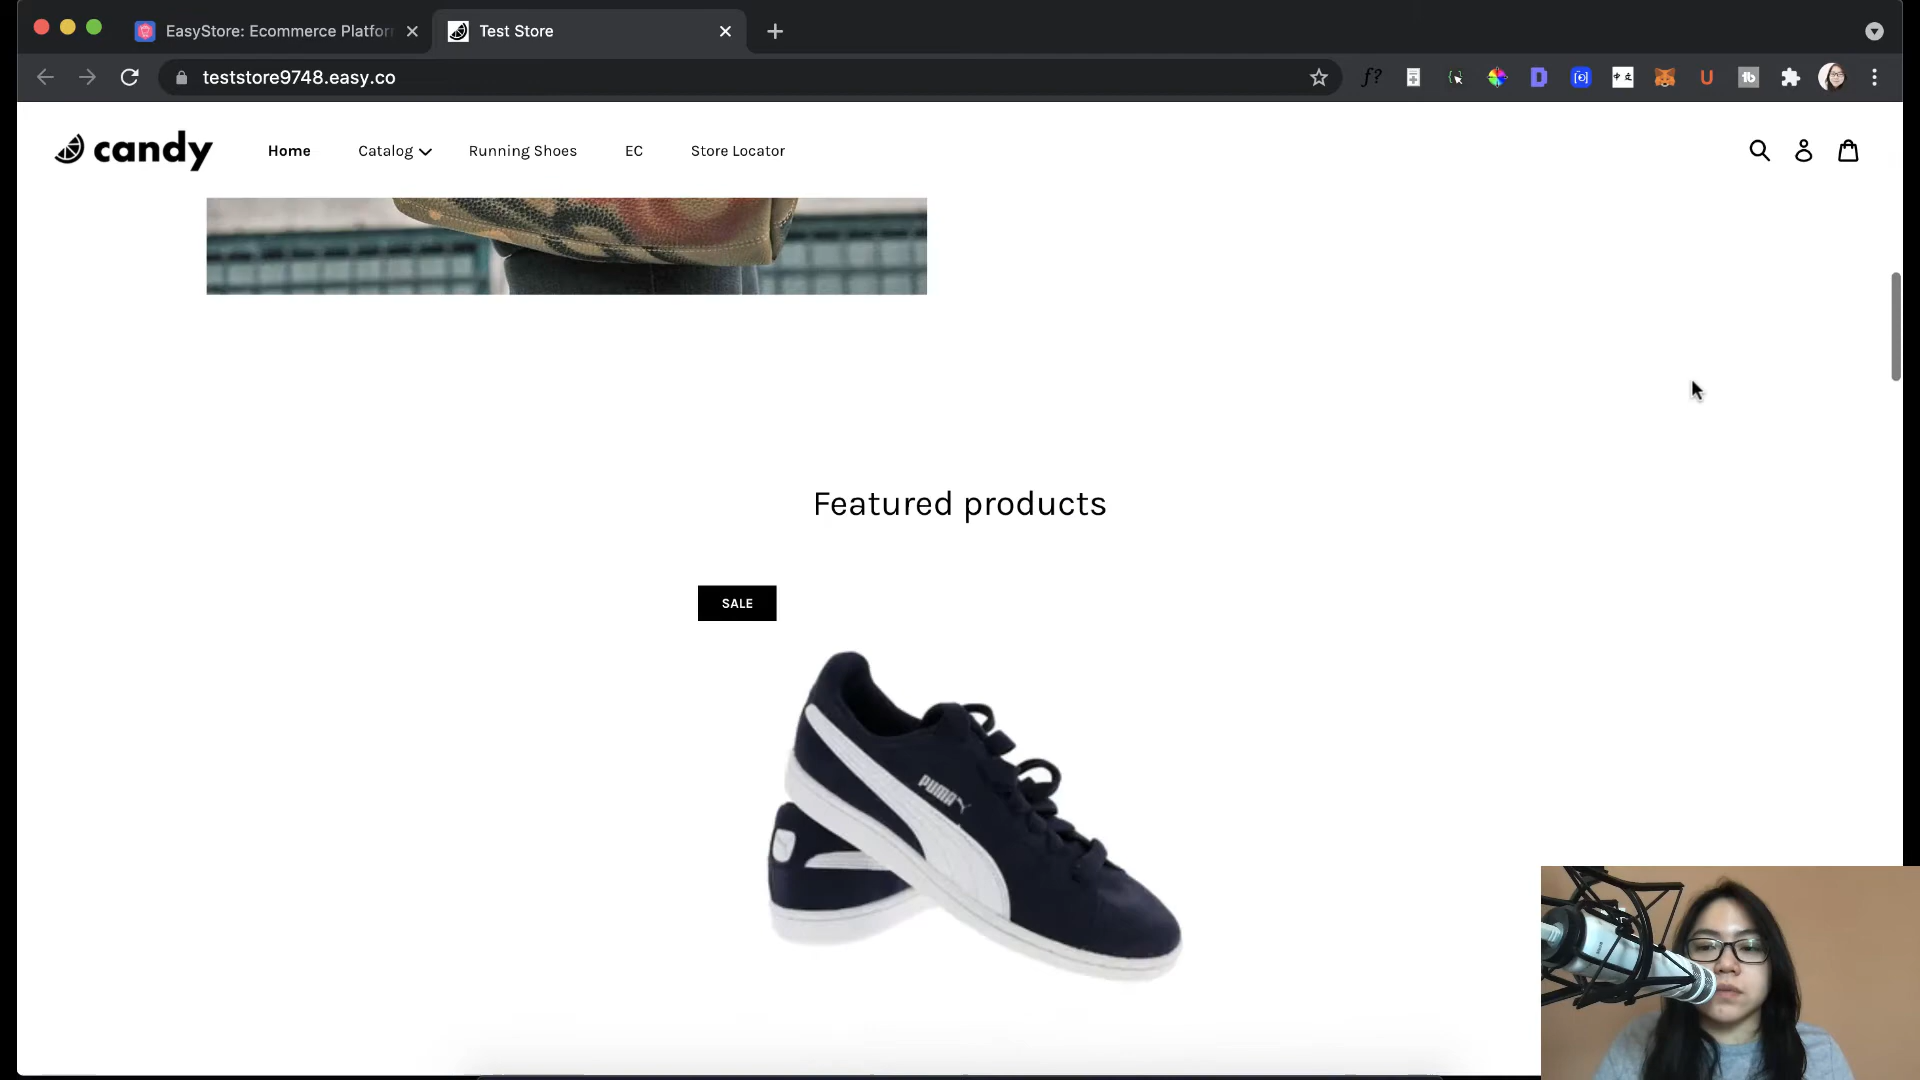 EasyStore: Ecommerce Platfor
Test Store
teststore9748.easy.co
candy
Home
Catalog
Running Shoes
EC
Store Locator
Featured products
SALE
PUMA